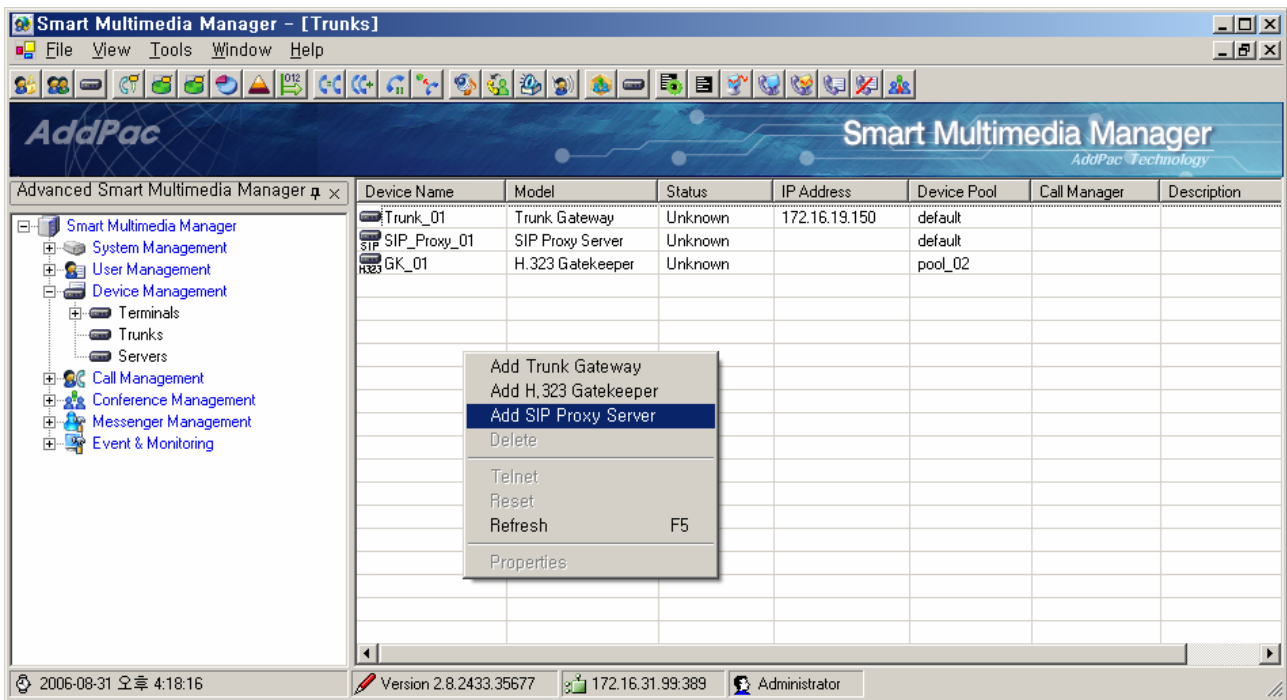 Smart Multimedia Manager - [Trunks]
File View Tools Window Help
012
AddPac
Smart Multimedia Manager
AddPac Technology
Advanced Smart Multimedia Manager
Smart Multimedia Manager
System Management
User Management
Device Management
Terminals
Trunks
Servers
Call Management
Conference Management
Messenger Management
Event & Monitoring
Device Name Model Status IP Address Device Pool Call Manager Description
Trunk_01 Trunk Gateway Unknown 172.16.19.150 default
SIP SIP_Proxy_01 SIP Proxy Server Unknown default
H323 GK_01 H.323 Gatekeeper Unknown pool_02
Add Trunk Gateway
Add H.323 Gatekeeper
Add SIP Proxy Server
Delete
Telnet
Reset
Refresh F5
Properties
2006-08-31 오후 4:18:16 Version 2.8.2433.35677 172.16.31.99:389 Administrator